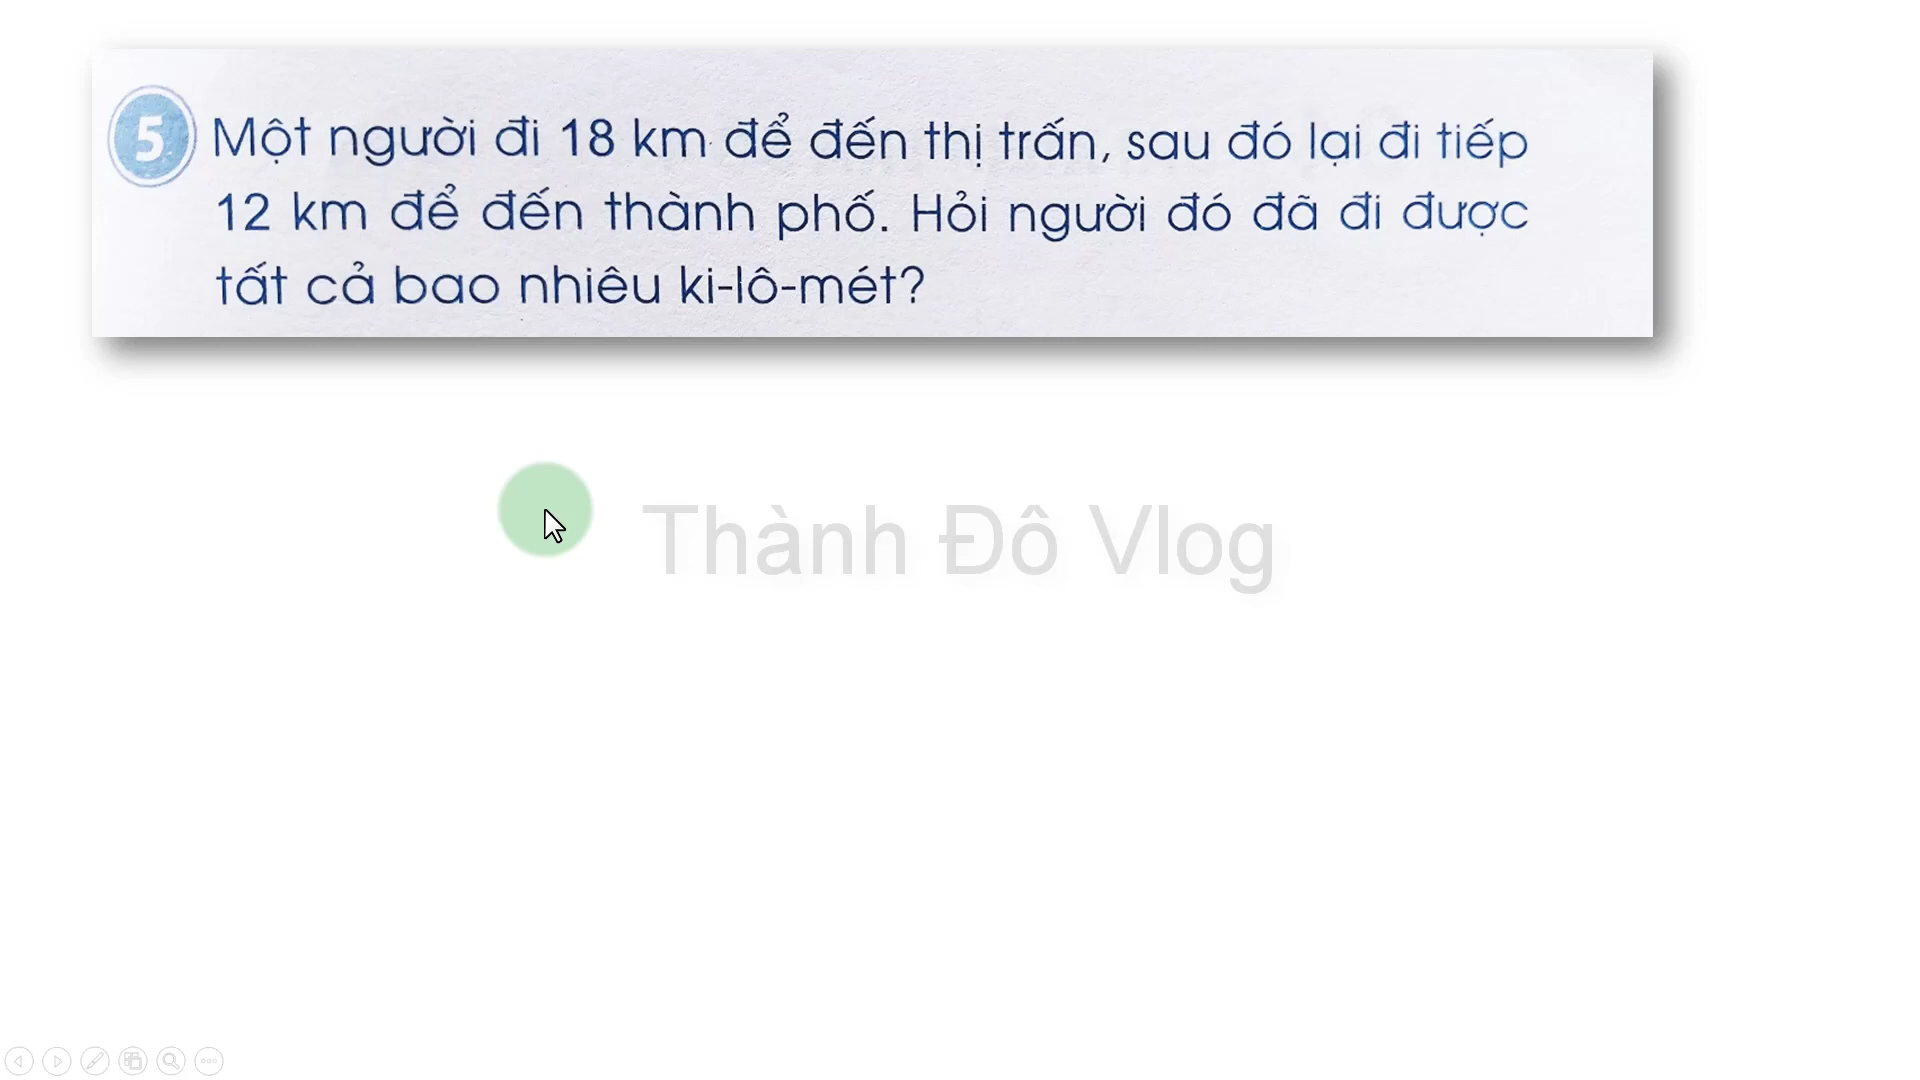 5 Một người đi 18 km để đến thị trấn, sau đó lại đi tiếp
12 km để đến thành phố. Hỏi người đó đã đi được
tất cả bao nhiêu ki-lô-mét?
Thành Đô Vlog